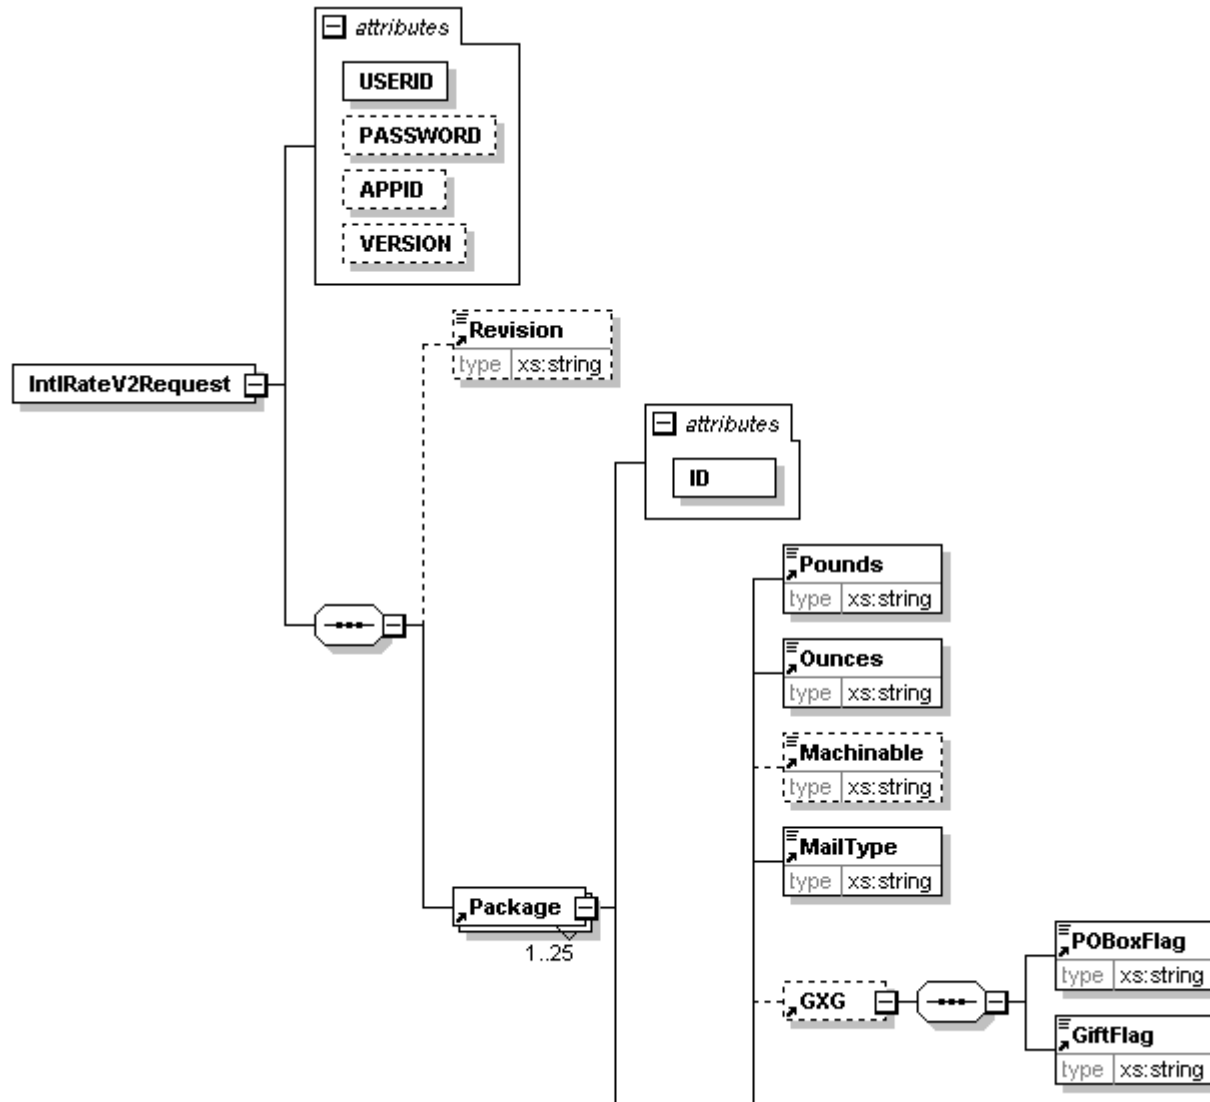 attributes
USERID
PASSWORD
APPID
VERSION
Revision
type xs:string
IntlRateV2Request
attributes
ID
Pounds
type xs:string
Ounces
type xs:string
Machinable
type xs:string
MailType
type xs:string
Package
1..25
POBoxFlag
type xs:string
GXG
GiftFlag
type xs:string